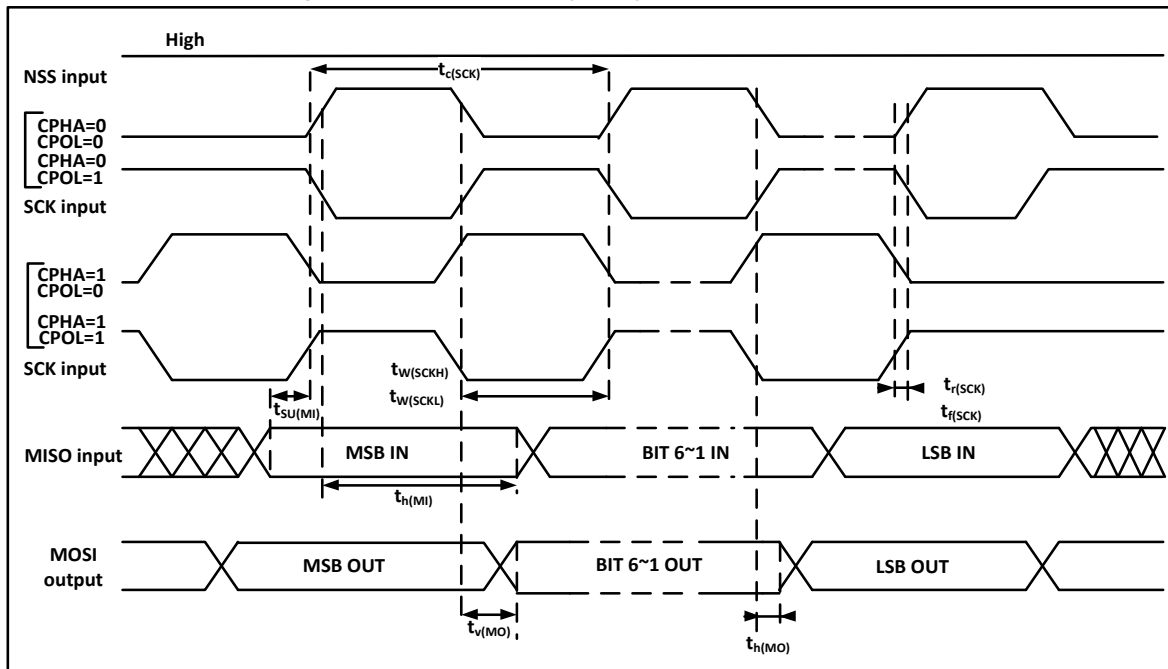 High
NSS input
tc(SCK)
CPHA=0
CPOL=0
CPHA=0
CPOL=1
SCK input
CPHA=1
CPOL=0
CPHA=1
CPOL=1
SCK input
tW(SCKH)
tW(SCKL)
tr(SCK)
tf(SCK)
tSU(MI)
MISO input
MSB IN
BIT 6~1 IN
LSB IN
th(MI)
MOSI
output
MSB OUT
BIT 6~1 OUT
LSB OUT
tv(MO)
th(MO)